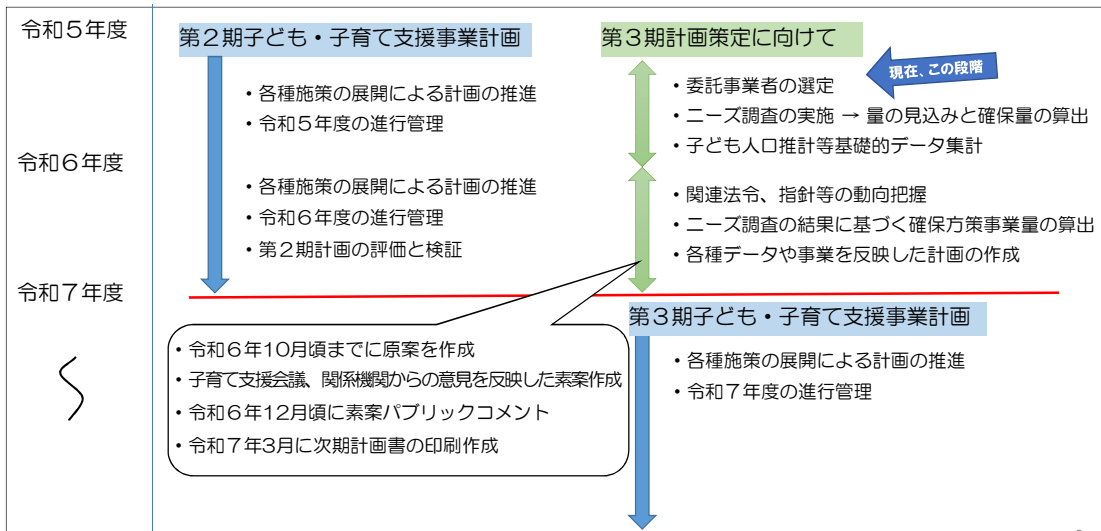 令和５年度
第２期子ども・子育て支援事業計画
・各種施策の展開による計画の推進
・令和５年度の進行管理
第３期計画策定に向けて
現在、この段階
・委託事業者の選定
・ニーズ調査の実施 → 量の見込みと確保量の算出
・子ども人口推計等基礎的データ集計
令和６年度
・各種施策の展開による計画の推進
・令和６年度の進行管理
・第２期計画の評価と検証
・関連法令、指針等の動向把握
・ニーズ調査の結果に基づく確保方策事業量の算出
・各種データや事業を反映した計画の作成
令和７年度
第３期子ども・子育て支援事業計画
・各種施策の展開による計画の推進
・令和７年度の進行管理
・令和６年10月頃までに原案を作成
・子育て支援会議、関係機関からの意見を反映した素案作成
・令和６年12月頃に素案パブリックコメント
・令和７年3月に次期計画書の印刷作成